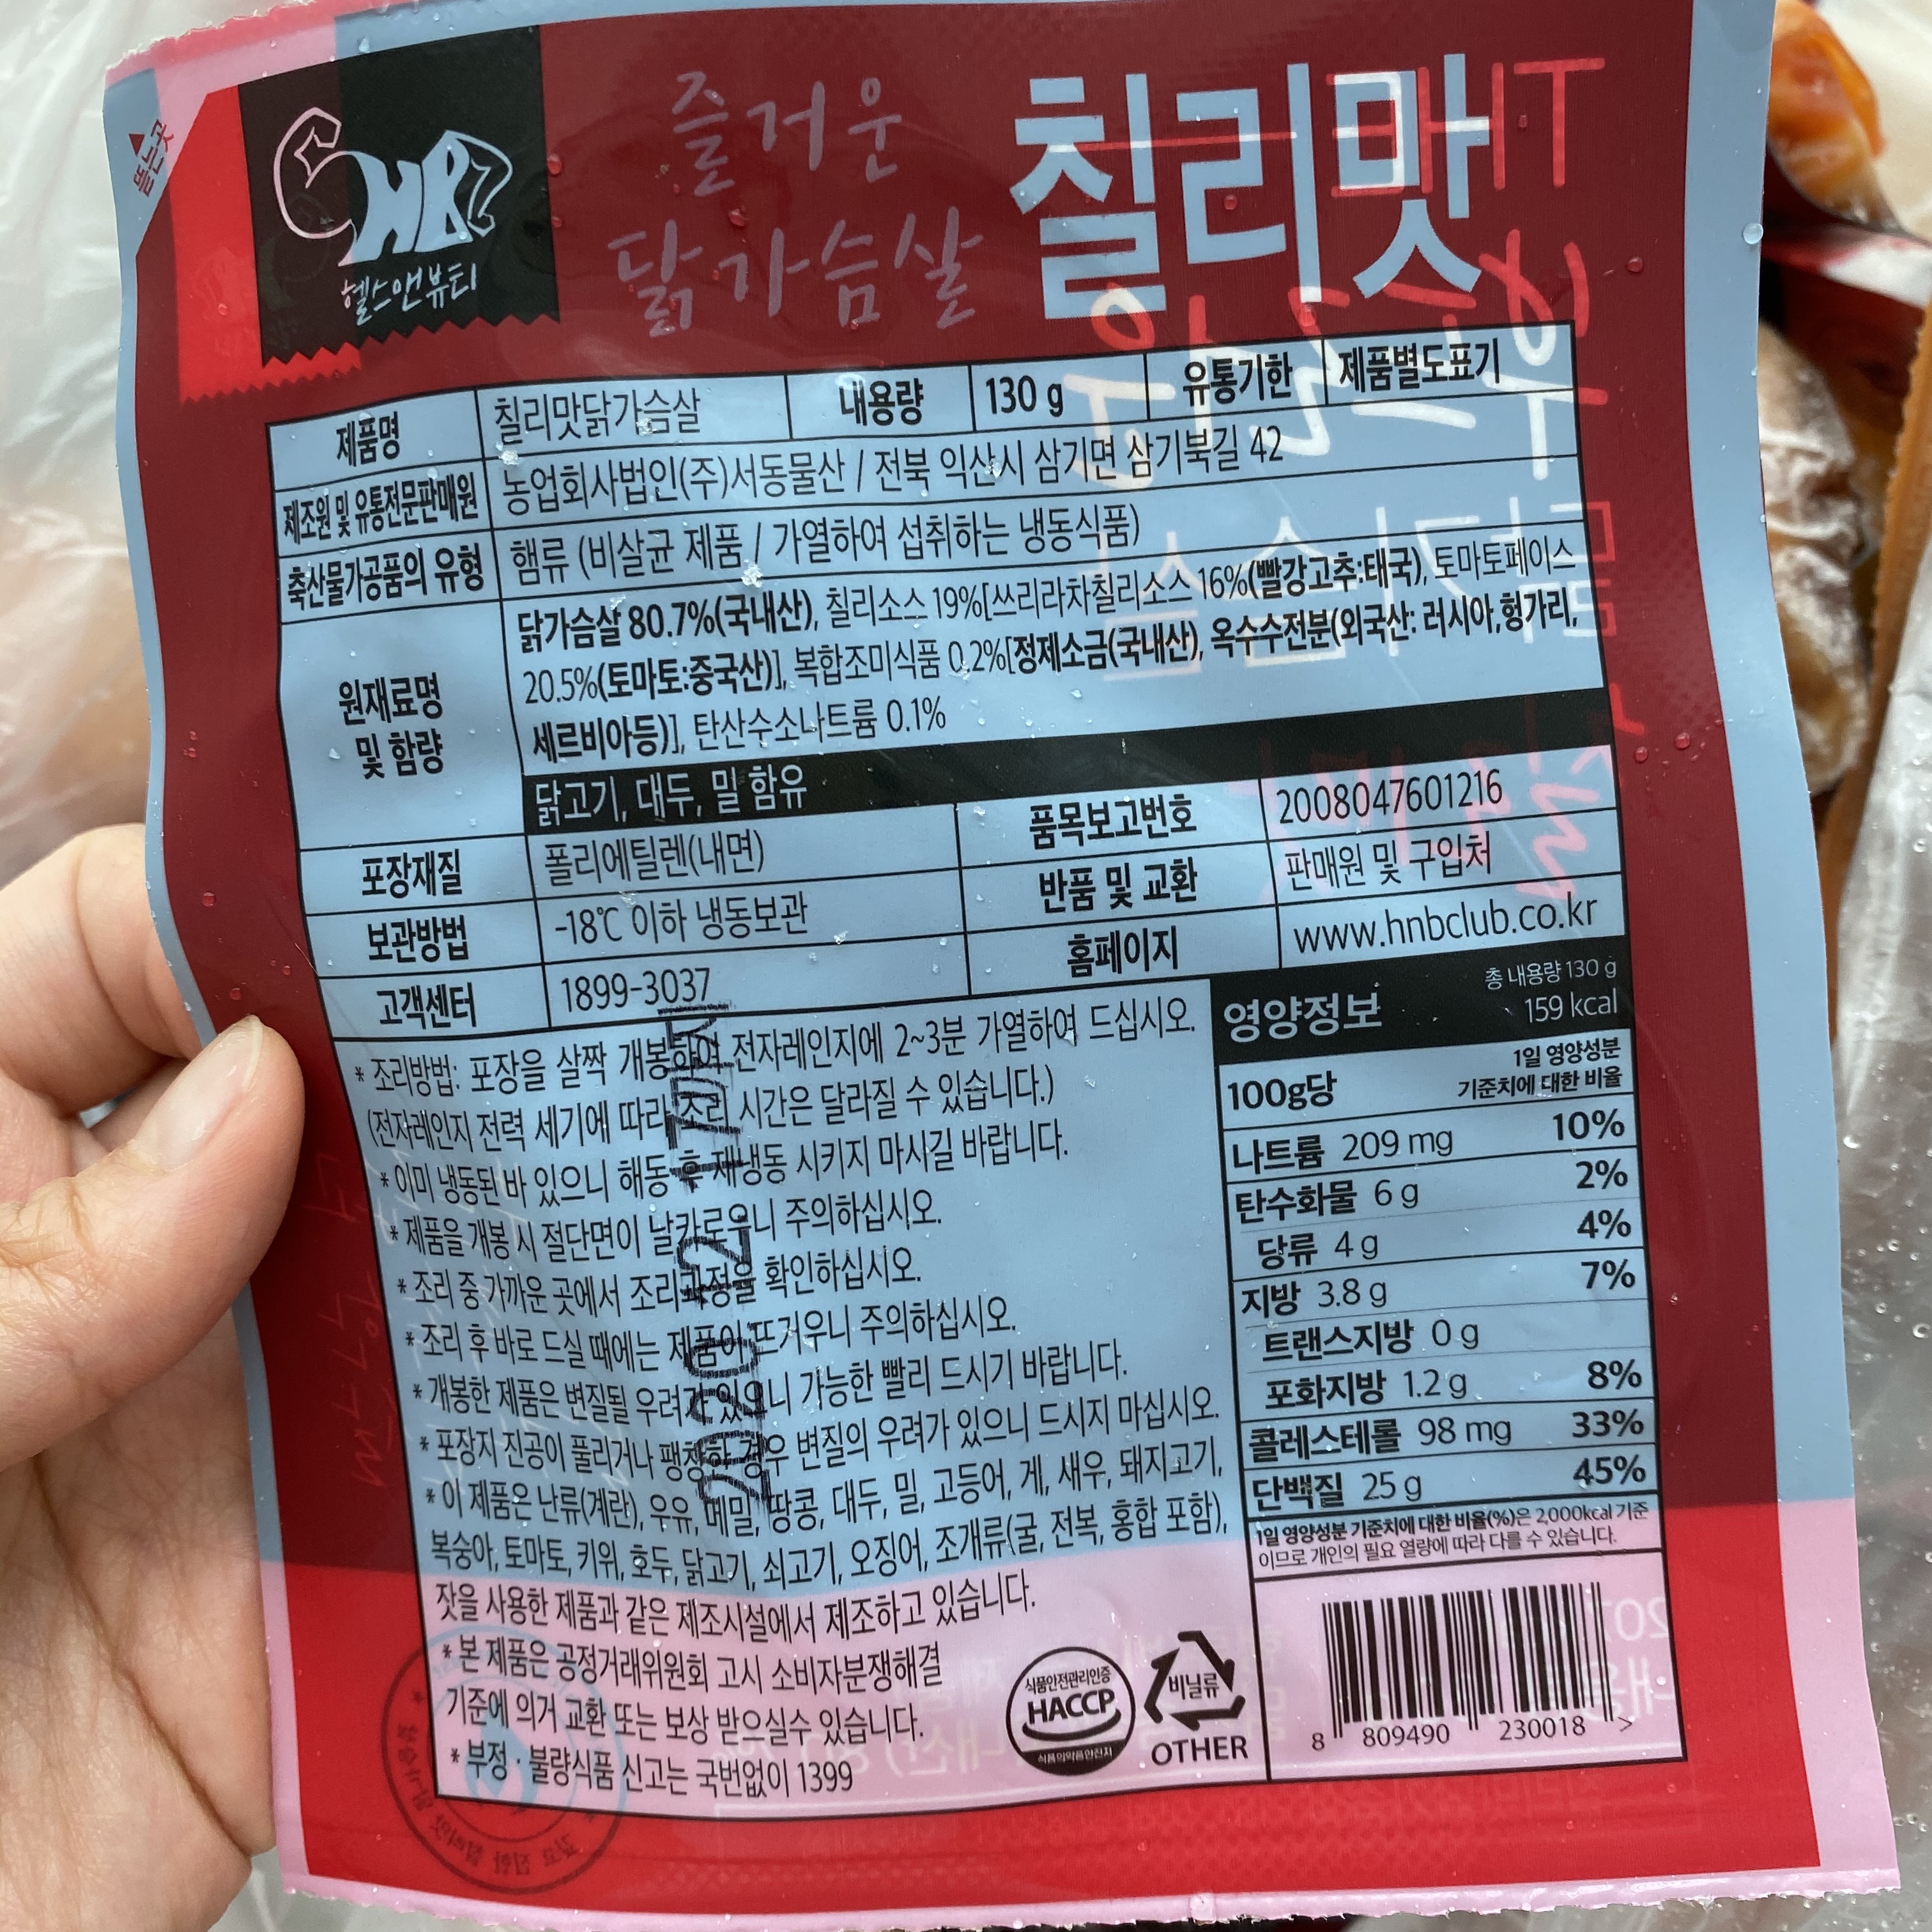 뜯는곳
HB
헬스앤뷰티
즐거운
닭가슴살
칠리맛
제품명 칠리맛닭가슴살 내용량 130 g 유통기한 제품별도표기
제조원 및 유통전문판매원 농업회사법인(주)서동물산 / 전북 익산시 삼기면 삼기북길 42
축산물가공품의 유형 햄류 (비살균 제품 / 가열하여 섭취하는 냉동식품)
원재료명
및 함량
닭가슴살 80.7%(국내산), 칠리소스 19%[쓰리라차칠리소스 16%(빨강고추:태국), 토마토페이스
20.5%(토마토:중국산)], 복합조미식품 0.2%[정제소금(국내산), 옥수수전분(외국산: 러시아,헝가리,
세르비아등)], 탄산수소나트륨 0.1%
닭고기, 대두, 밀 함유
포장재질 폴리에틸렌(내면) 품목보고번호 2008047601216
보관방법 -18℃ 이하 냉동보관 반품 및 교환 판매원 및 구입처
고객센터 1899-3037 홈페이지 www.hnbclub.co.kr
* 조리방법: 포장을 살짝 개봉하여 전자레인지에 2~3분 가열하여 드십시오.
(전자레인지 전력 세기에 따라 조리 시간은 달라질 수 있습니다.)
* 이미 냉동된 바 있으니 해동 후 재냉동 시키지 마시길 바랍니다.
* 제품을 개봉 시 절단면이 날카로우니 주의하십시오.
* 조리 중 가까운 곳에서 조리과정을 확인하십시오.
* 조리 후 바로 드실 때에는 제품이 뜨거우니 주의하십시오.
* 개봉한 제품은 변질될 우려가 있으니 가능한 빨리 드시기 바랍니다.
* 포장지 진공이 풀리거나 팽창한 경우 변질의 우려가 있으니 드시지 마십시오.
* 이 제품은 난류(계란), 우유, 메밀, 땅콩, 대두, 밀, 고등어, 게, 새우, 돼지고기,
복숭아, 토마토, 키위, 호두, 닭고기, 쇠고기, 오징어, 조개류(굴, 전복, 홍합 포함),
잣을 사용한 제품과 같은 제조시설에서 제조하고 있습니다.
* 본 제품은 공정거래위원회 고시 소비자분쟁해결
기준에 의거 교환 또는 보상 받으실수 있습니다.
* 부정 · 불량식품 신고는 국번없이 1399
2020 12 17까지
영양정보
총 내용량 130 g
159 kcal
100g당
1일 영양성분
기준치에 대한 비율
나트륨 209 mg 10%
탄수화물 6 g 2%
당류 4 g 4%
지방 3.8 g 7%
트랜스지방 0 g
포화지방 1.2 g 8%
콜레스테롤 98 mg 33%
단백질 25 g 45%
1일 영양성분 기준치에 대한 비율(%)은 2,000kcal 기준
이므로 개인의 필요 열량에 따라 다를 수 있습니다.
식품안전관리인증
HACCP
식품의약품안전처
비닐류
OTHER
8 809490 230018 >